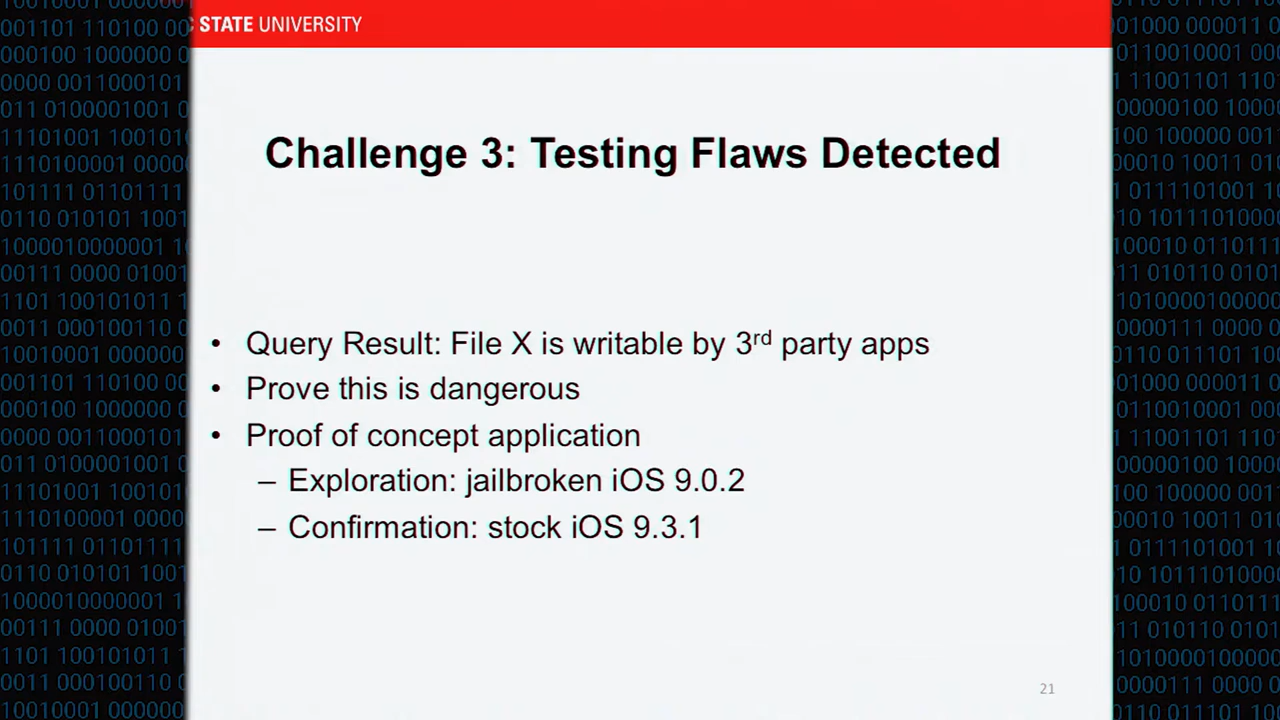 STATE UNIVERSITY
Challenge 3: Testing Flaws Detected
• Query Result: File X is writable by 3rd party apps
• Prove this is dangerous
• Proof of concept application
– Exploration: jailbroken iOS 9.0.2
– Confirmation: stock iOS 9.3.1
21